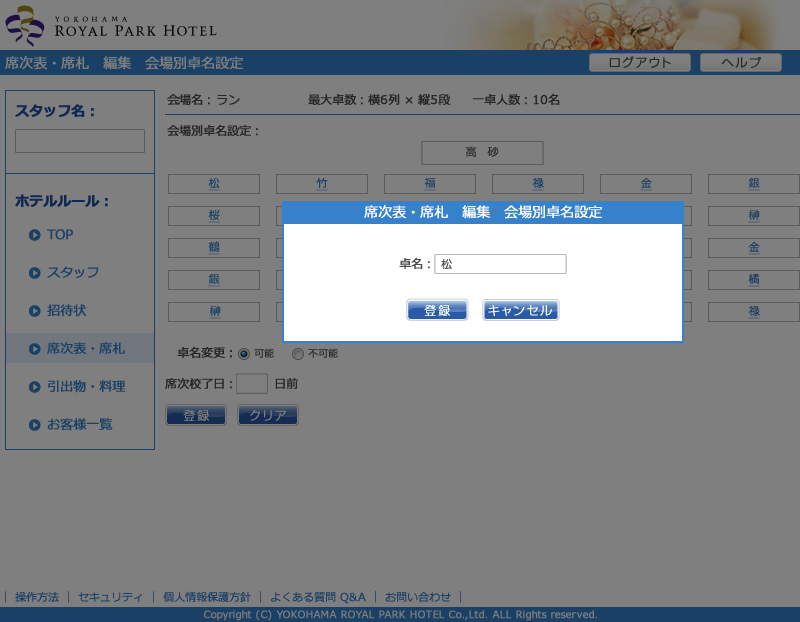 YOKOHAMA
ROYAL PARK HOTEL
席次表・席札　編集　会場別卓名設定
ログアウト
ヘルプ
スタッフ名：
会場名：ラン
最大卓数：横6列 × 縦5段
一卓人数：10名
会場別卓名設定：
高 砂
松 竹 福 禄 金 銀
桜 榊
鶴 金
銀 橘
榊 禄
席次表・席札　編集　会場別卓名設定
卓名：松
登録
キャンセル
ホテルルール：
TOP
スタッフ
招待状
席次表・席札
引出物・料理
お客様一覧
卓名変更： 可能 不可能
席次校了日： 日前
登録
クリア
| 操作方法 | セキュリティ | 個人情報保護方針 | よくある質問 Q&A | お問い合わせ |
Copyright (C) YOKOHAMA ROYAL PARK HOTEL Co.,Ltd. ALL Rights reserved.